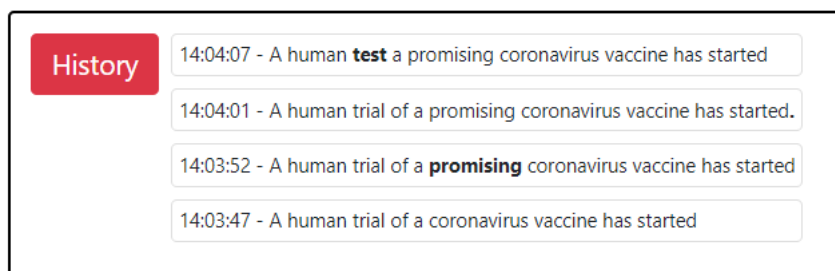 History
14:04:07 - A human test a promising coronavirus vaccine has started
14:04:01 - A human trial of a promising coronavirus vaccine has started.
14:03:52 - A human trial of a promising coronavirus vaccine has started
14:03:47 - A human trial of a coronavirus vaccine has started